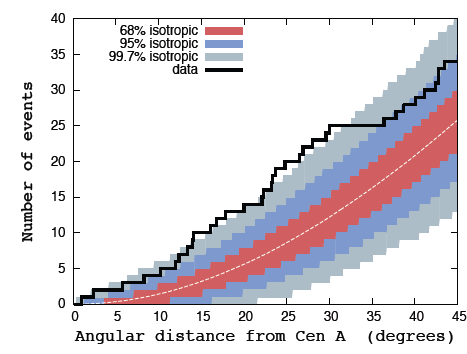 40
35
30
25
20
15
10
5
0
Number of events
68% isotropic
95% isotropic
99.7% isotropic
data
0 5 10 15 20 25 30 35 40 45
Angular distance from Cen A (degrees)